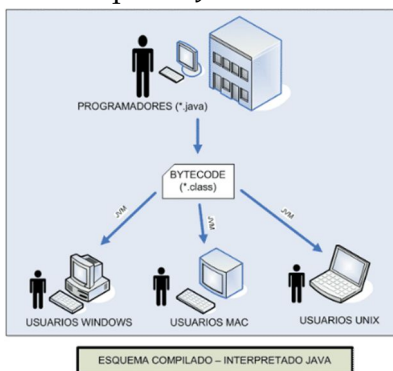 PROGRAMADORES (*.java)
BYTECODE
(*.class)
JVM
JVM
JVM
USUARIOS WINDOWS
USUARIOS MAC
USUARIOS UNIX
ESQUEMA COMPILADO – INTERPRETADO JAVA